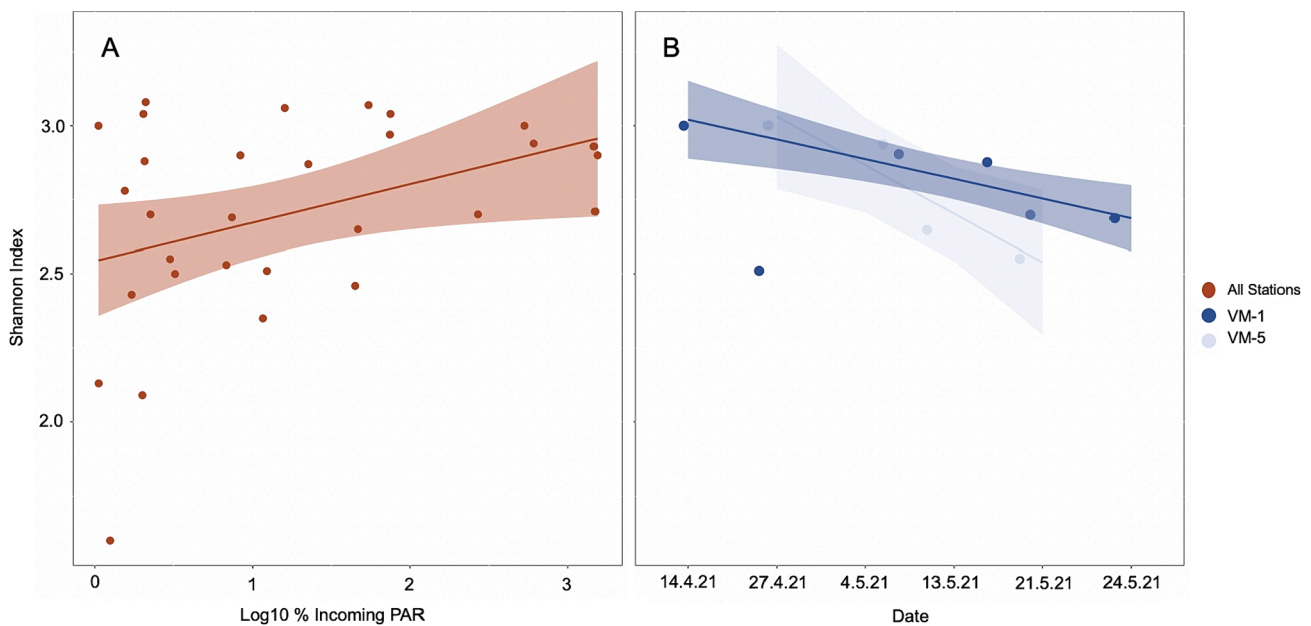 A
B
Shannon Index
3.0
2.5
2.0
0
1
2
3
Log10 % Incoming PAR
14.4.21
27.4.21
4.5.21
13.5.21
21.5.21
24.5.21
Date
All Stations
VM-1
VM-5